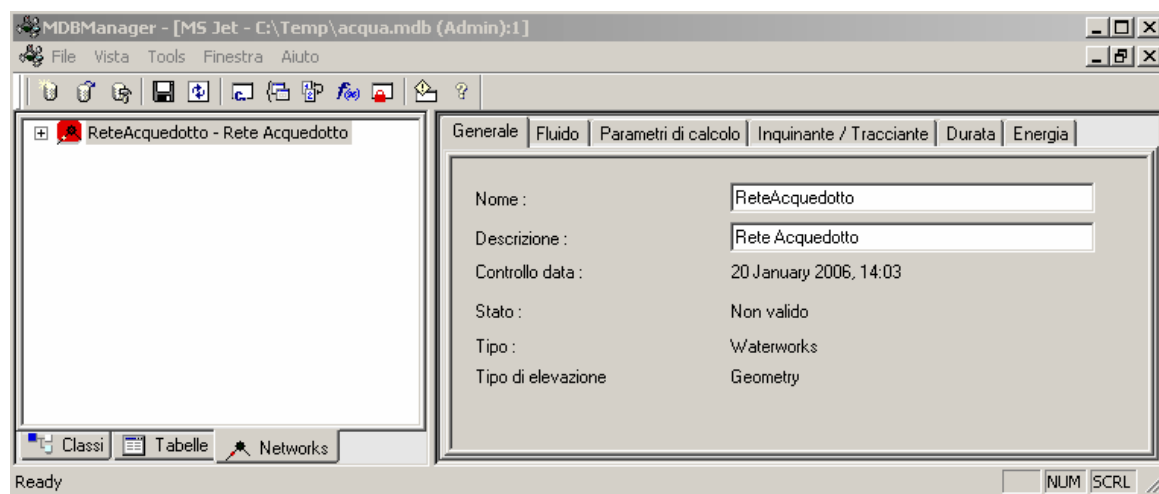 MDBManager - [MS Jet - C:\Temp\acqua.mdb (Admin):1]
File Vista Tools Finestra Aiuto
ReteAcquedotto - Rete Acquedotto
Classi Tabelle Networks
Generale Fluido Parametri di calcolo Inquinante / Tracciante Durata Energia
Nome : ReteAcquedotto
Descrizione : Rete Acquedotto
Controllo data : 20 January 2006, 14:03
Stato : Non valido
Tipo : Waterworks
Tipo di elevazione Geometry
Ready NUM SCRL